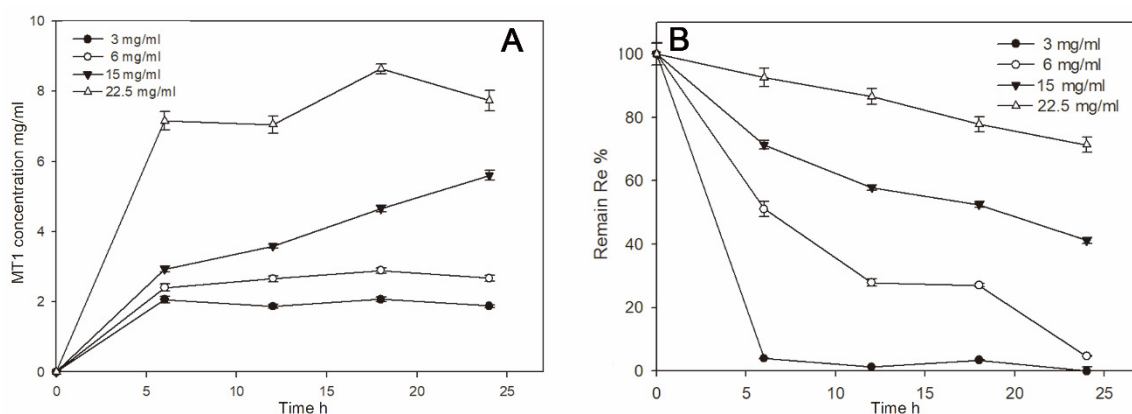 A
3 mg/ml
6 mg/ml
15 mg/ml
22.5 mg/ml
MT1 concentration mg/ml
10
8
6
4
2
0
0 5 10 15 20 25
Time h
B
3 mg/ml
6 mg/ml
15 mg/ml
22.5 mg/ml
Remain Re %
100
80
60
40
20
0
0 5 10 15 20 25
Time h